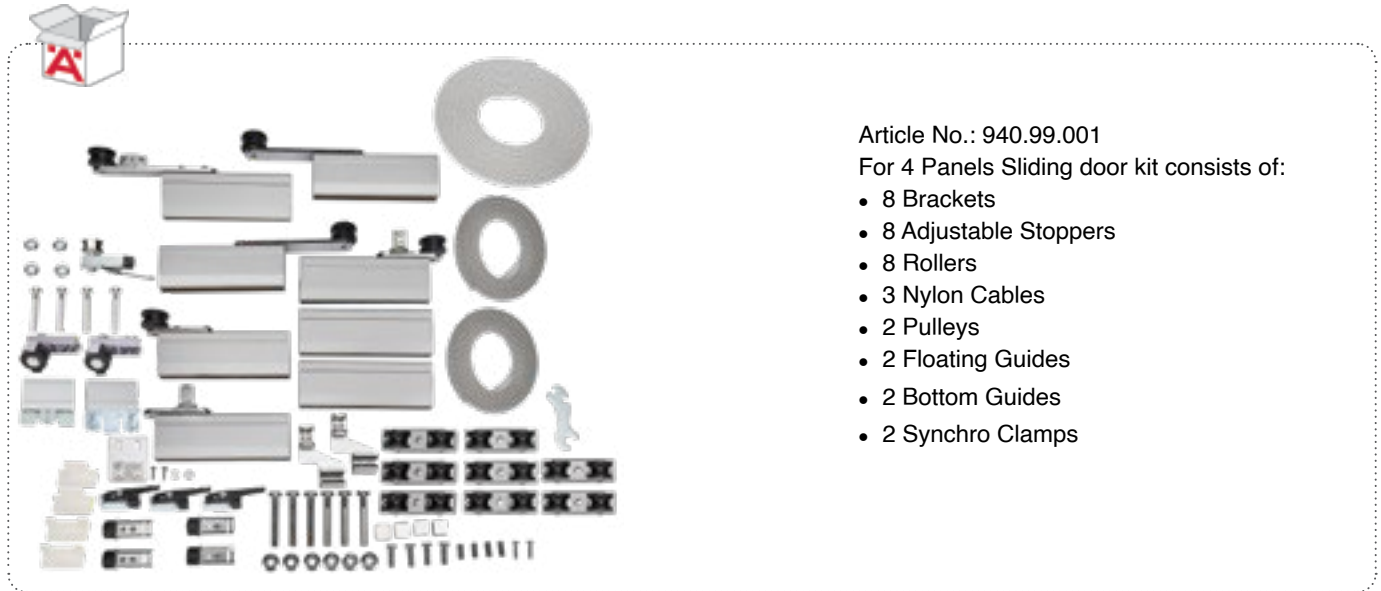 Ä
Article No.: 940.99.001
For 4 Panels Sliding door kit consists of:
• 8 Brackets
• 8 Adjustable Stoppers
• 8 Rollers
• 3 Nylon Cables
• 2 Pulleys
• 2 Floating Guides
• 2 Bottom Guides
• 2 Synchro Clamps